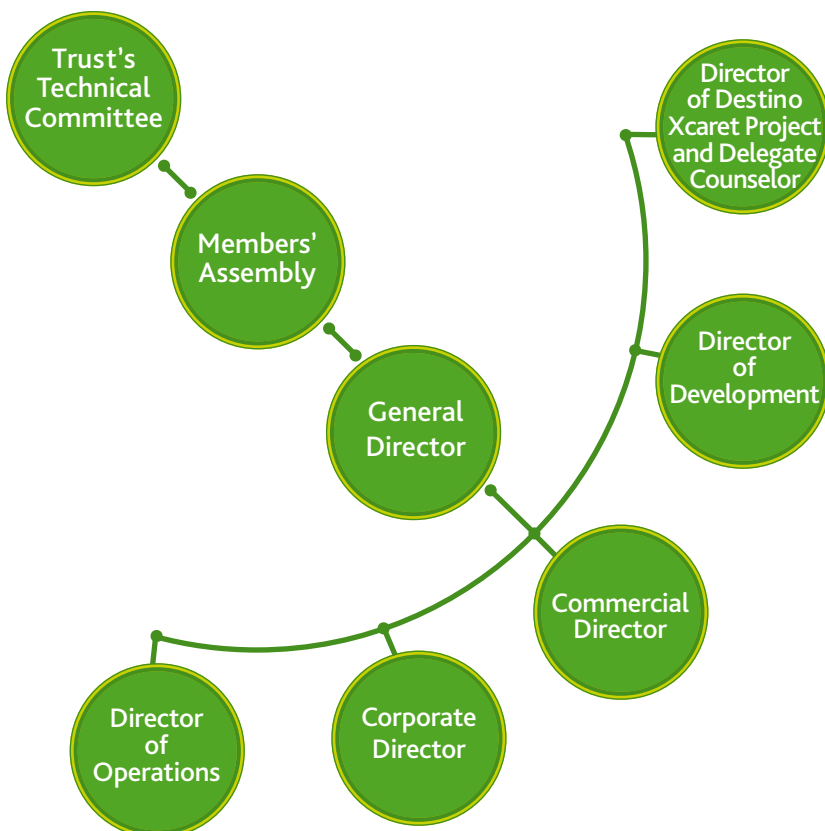 Trust's
Technical
Committee
Director
of Destino
Xcaret Project
and Delegate
Counselor
Members'
Assembly
Director
of
Development
General
Director
Commercial
Director
Corporate
Director
Director
of
Operations